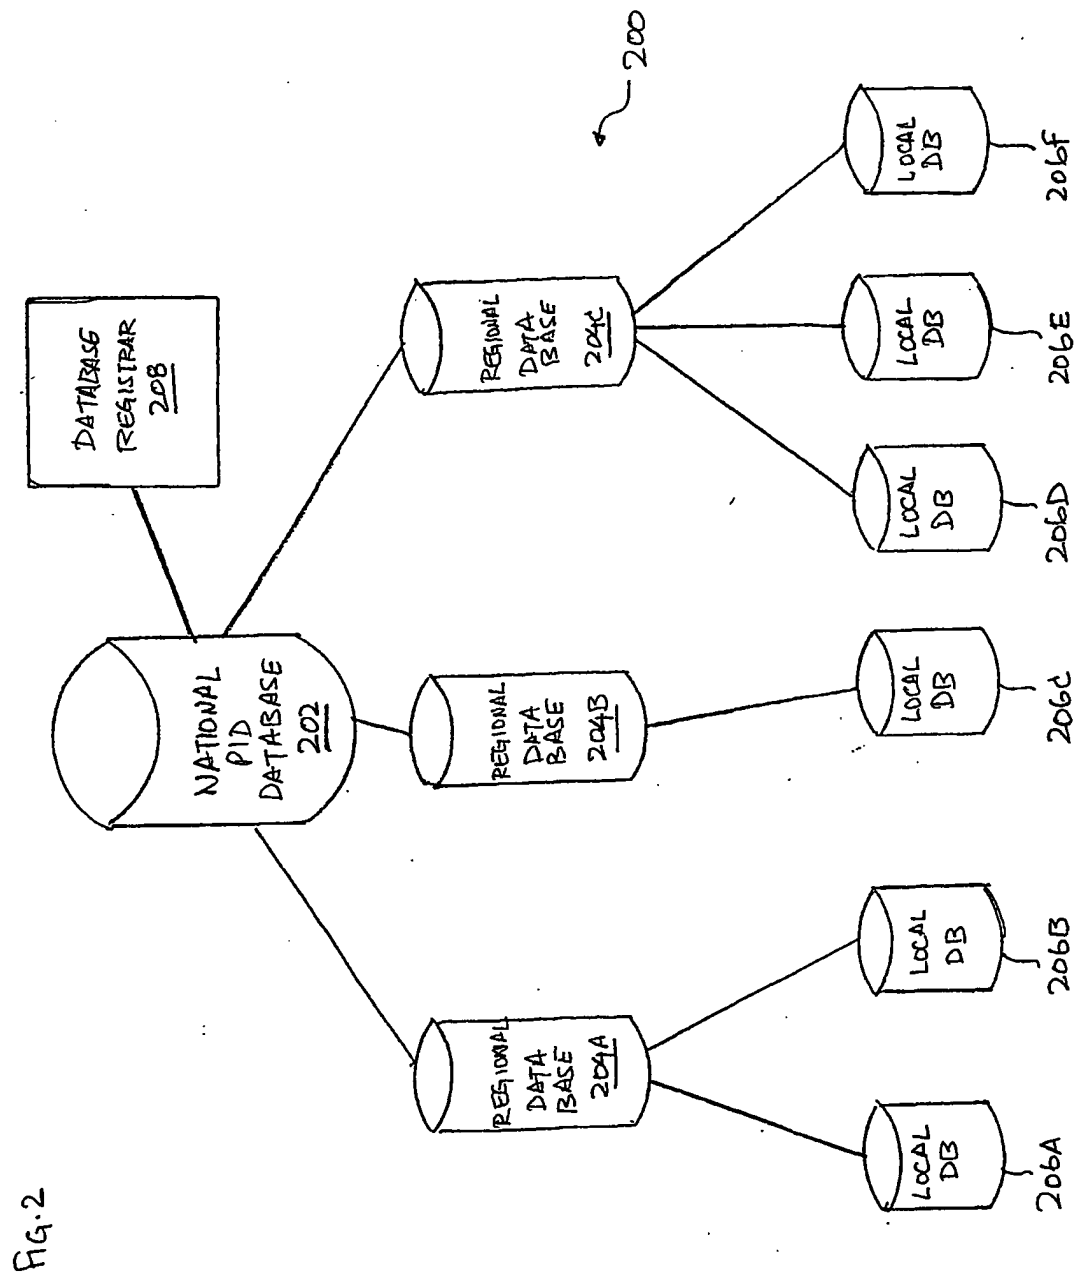 FIG.2
DATABASE
REGISTRAR
208
NATIONAL
PID
DATABASE
202
200
REGIONAL
DATA
BASE
204A
REGIONAL
DATA
BASE
204B
REGIONAL
DATA
BASE
204C
LOCAL
DB
206A
LOCAL
DB
206B
LOCAL
DB
206C
LOCAL
DB
206D
LOCAL
DB
206E
LOCAL
DB
206F